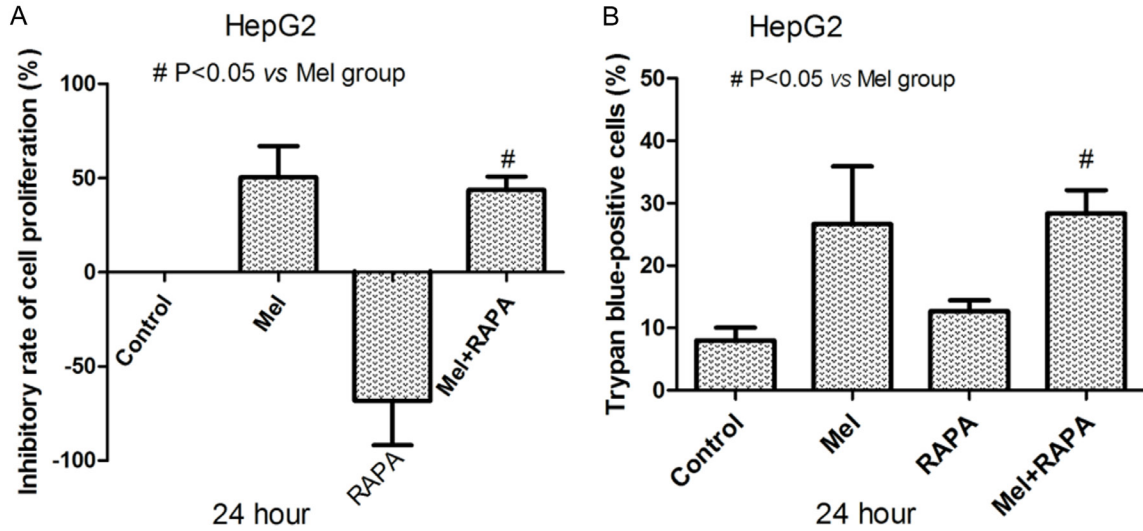 A
HepG2
# P<0.05 vs Mel group
Inhibitory rate of cell proliferation (%)
100
50
0
-50
-100
#
Control
Mel
RAPA
Mel+RAPA
24 hour
B
HepG2
# P<0.05 vs Mel group
Trypan blue-positive cells (%)
50
40
30
20
10
0
#
Control
Mel
RAPA
Mel+RAPA
24 hour